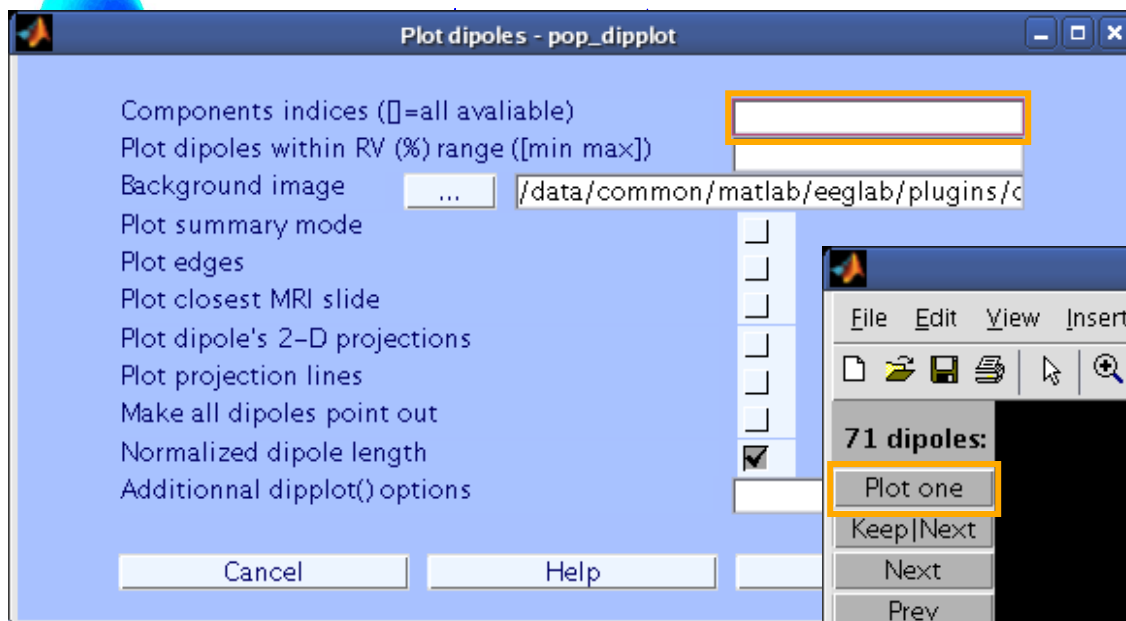 Plot dipoles - pop_dipplot
Components indices ([]=all avaliable)
Plot dipoles within RV (%) range ([min max])
Background image ... /data/common/matlab/eeglab/plugins/
Plot summary mode
Plot edges
Plot closest MRI slide
Plot dipole's 2-D projections
Plot projection lines
Make all dipoles point out
Normalized dipole length
Additionnal dipplot() options
Cancel Help
File Edit View Insert
71 dipoles:
Plot one
Keep|Next
Next
Prev